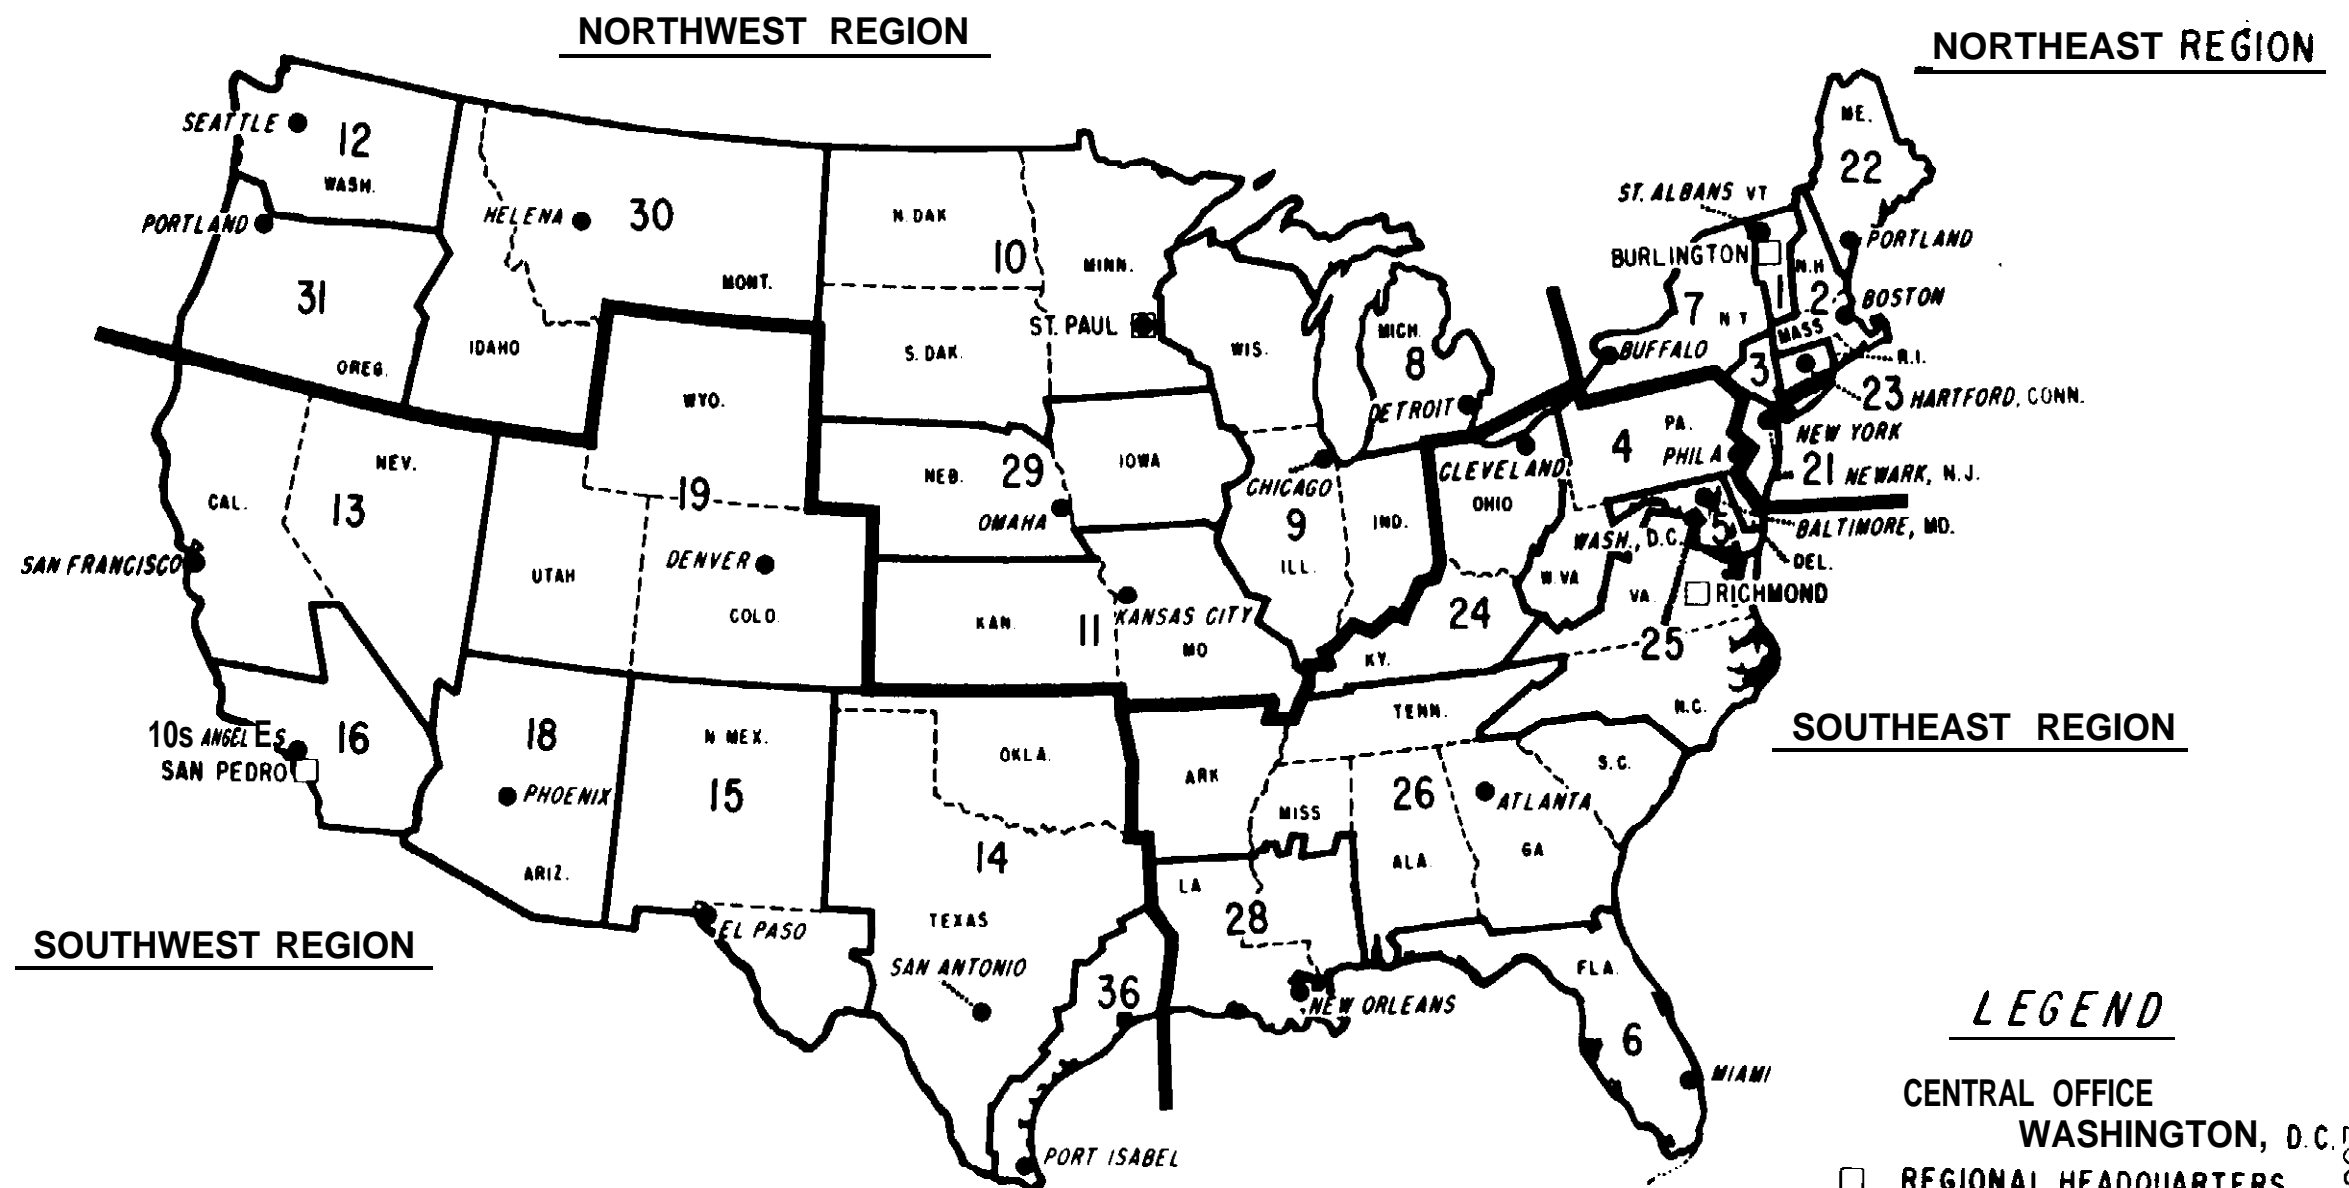 NORTHWEST REGION
NORTHEAST REGION
ME.
SEATTLE
12
22
WASH.
ST. ALBANS VT
N. DAK
HELENA
30
PORTLAND
PORTLAND
10
MINN.
BURLINGTON
N.H
MONT.
31
7
N Y
1
2
BOSTON
ST. PAUL
MICH.
MASS
IDAHO
S. DAK.
WIS.
BUFFALO
R.I.
OREG.
8
3
WYO.
DETROIT
23 HARTFORD, CONN.
PA.
NEW YORK
4
PHILA
NEV.
IOWA
NEB.
29
CLEVELAND
21 NEWARK, N.J.
CAL.
13
19
CHICAGO
OHIO
OMAHA
9
IND.
5
BALTIMORE, MD.
WASH., D.C.
SAN FRANCISCO
DENVER
DEL.
UTAH
ILL.
W. VA
VA.
RICHMOND
COLO.
KAN.
11
KANSAS CITY
24
25
MO
KY.
N.C.
TENN.
SOUTHEAST REGION
10s ANGELEs
16
18
N MEX.
OKLA.
SAN PEDRO
ARK
S.C.
PHOENIX
15
26
ATLANTA
MISS
14
GA
ALA.
ARIZ.
LA
TEXAS
28
EL PASO
SOUTHWEST REGION
SAN ANTONIO
FLA.
36
NEW ORLEANS
LEGEND
6
MIAMI
CENTRAL OFFICE
WASHINGTON, D.C.
PORT ISABEL
REGIONAL HEADQUARTERS